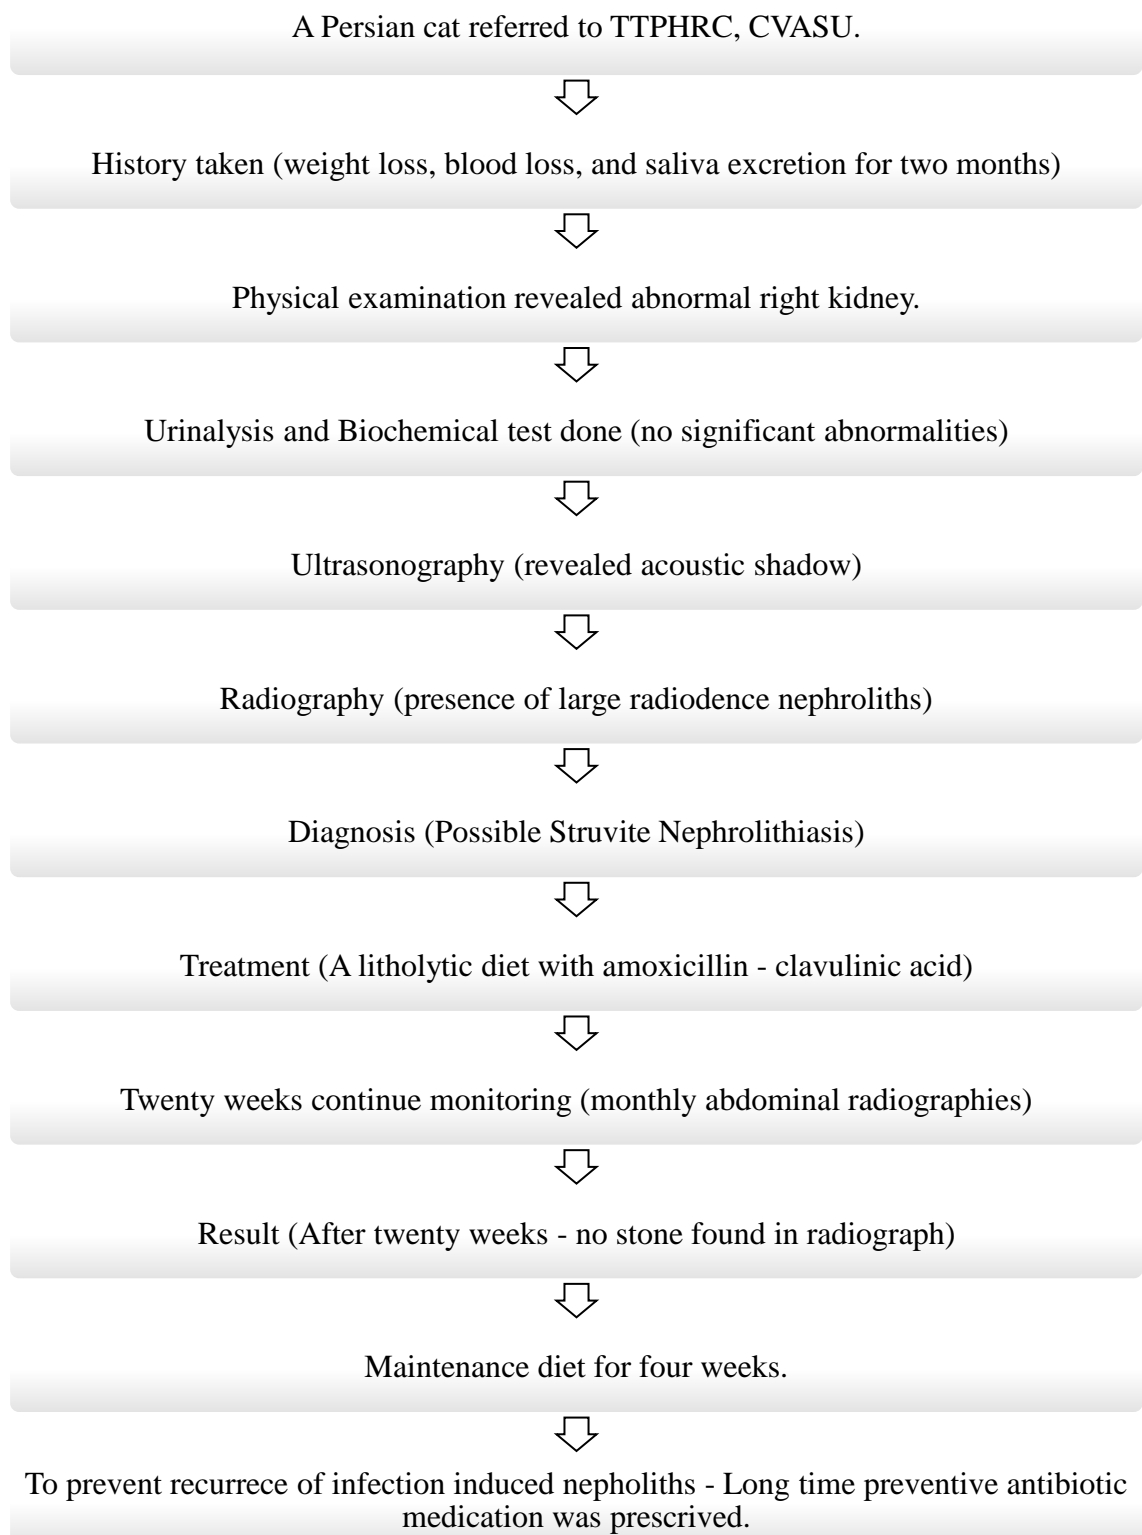 A Persian cat referred to TTPHRC, CVASU.
History taken (weight loss, blood loss, and saliva excretion for two months)
Physical examination revealed abnormal right kidney.
Urinalysis and Biochemical test done (no significant abnormalities)
Ultrasonography (revealed acoustic shadow)
Radiography (presence of large radiodence nephroliths)
Diagnosis (Possible Struvite Nephrolithiasis)
Treatment (A litholytic diet with amoxicillin - clavulinic acid)
Twenty weeks continue monitoring (monthly abdominal radiographies)
Result (After twenty weeks - no stone found in radiograph)
Maintenance diet for four weeks.
To prevent recurrece of infection induced nepholiths - Long time preventive antibiotic
medication was prescrived.